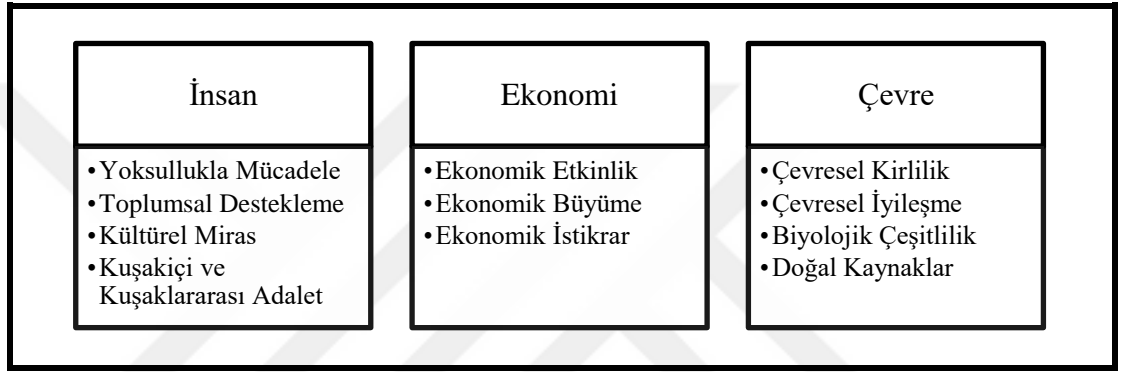 İnsan
•Yoksullukla Mücadele
•Toplumsal Destekleme
•Kültürel Miras
•Kuşakiçi ve
Kuşaklararası Adalet
Ekonomi
•Ekonomik Etkinlik
•Ekonomik Büyüme
•Ekonomik İstikrar
Çevre
•Çevresel Kirlilik
•Çevresel İyileşme
•Biyolojik Çeşitlilik
•Doğal Kaynaklar